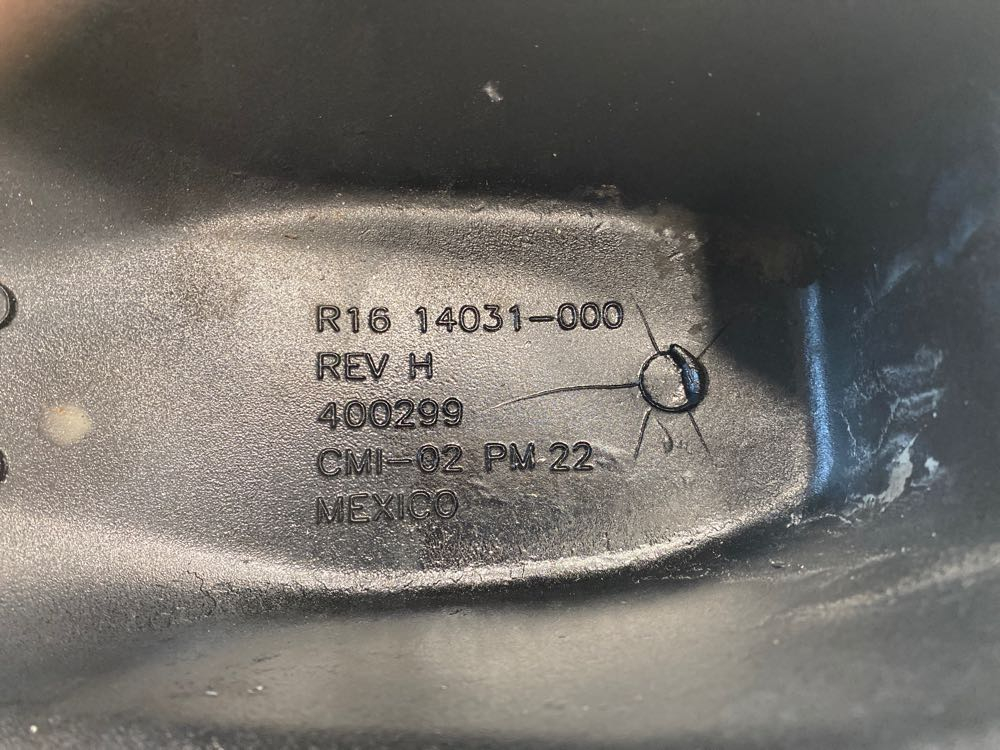 R16 14031-000
REV H
400299
CMI-02 PM 22
MEXICO